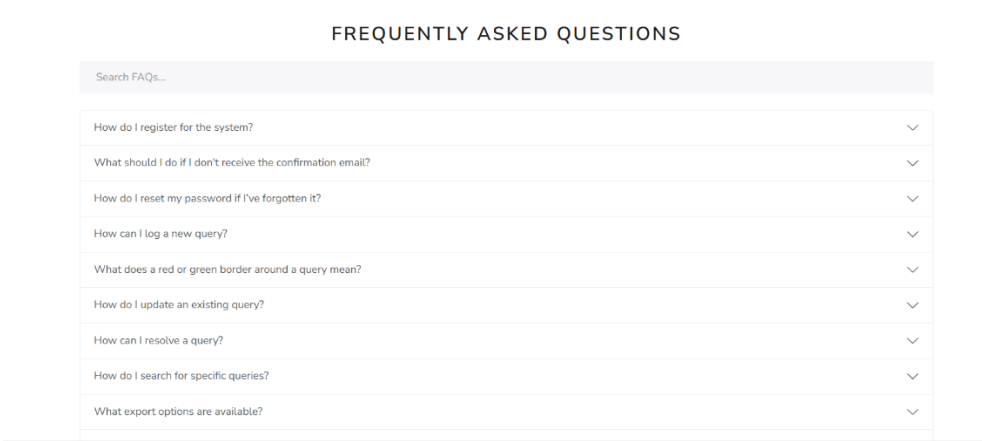 FREQUENTLY ASKED QUESTIONS
Search FAQs...
How do I register for the system?
What should I do if I don't receive the confirmation email?
How do I reset my password if I've forgotten it?
How can I log a new query?
What does a red or green border around a query mean?
How do I update an existing query?
How can I resolve a query?
How do I search for specific queries?
What export options are available?